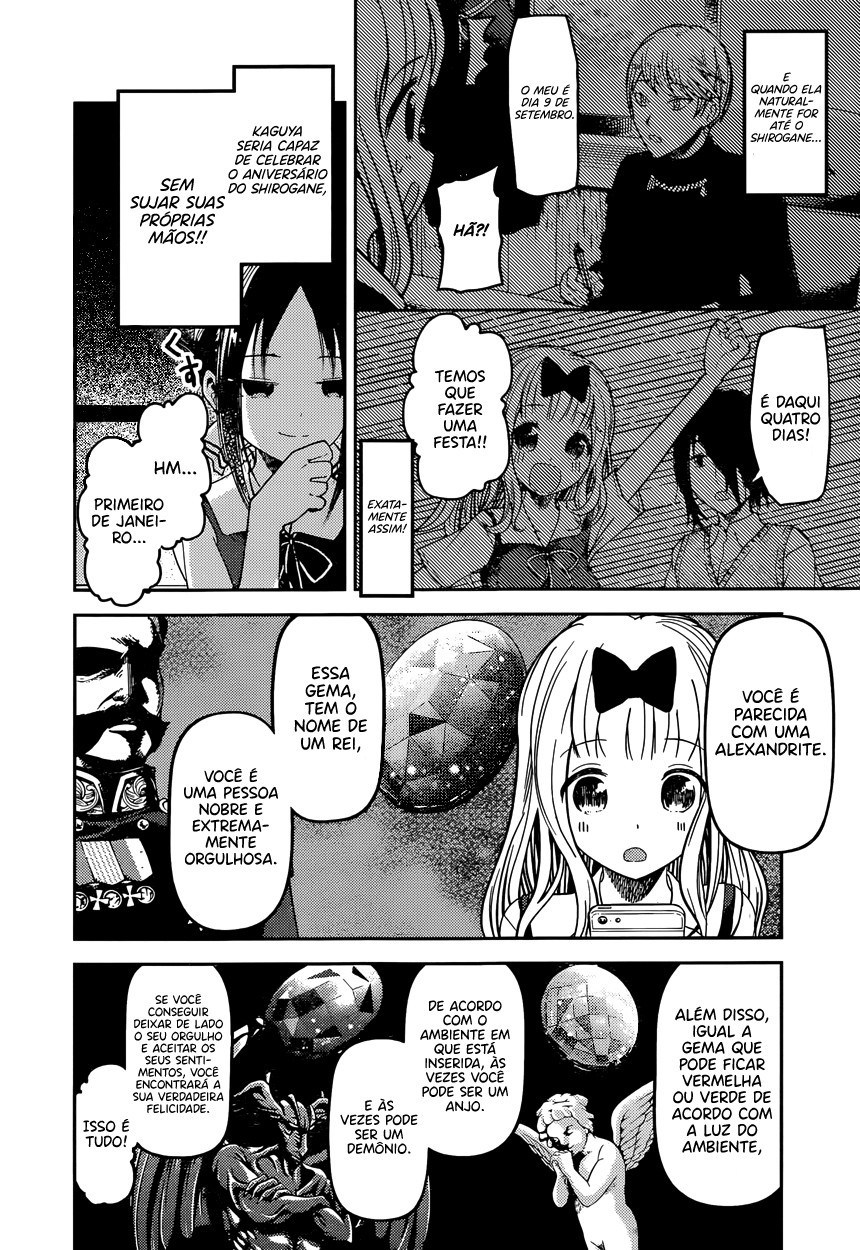 E
QUANDO ELA
NATURAL-
MENTE FOR
ATÉ O
SHIROGANE...
O MEU É
DIA 9 DE
SETEMBRO.
HÃ?!
É DAQUI
QUATRO
DIAS!
TEMOS
QUE
FAZER
UMA
FESTA!!
EXATA-
MENTE
ASSIM!
KAGUYA
SERIA CAPAZ
DE CELEBRAR
O ANIVERSÁRIO
DO SHIROGANE,
SEM
SUJAR SUAS
PRÓPRIAS
MÃOS!!
くす
HM...
PRIMEIRO
DE JANEI-
RO...
VOCÊ É
PARECIDA
COM UMA
ALEXANDRITE.
ESSA
GEMA,
TEM O
NOME DE
UM REI,
VOCÊ É
UMA PESSOA
NOBRE E
EXTREMA-
MENTE
ORGULHOSA.
ALÉM DISSO,
IGUAL A
GEMA QUE
PODE FICAR
VERMELHA
OU VERDE DE
ACORDO COM
A LUZ DO
AMBIENTE,
DE ACORDO
COM O
AMBIENTE EM
QUE ESTÁ
INSERIDA, ÀS
VEZES VOCÊ
PODE SER UM
ANJO.
E ÀS
VEZES PODE
SER UM
DEMÔNIO.
SE VOCÊ
CONSEGUIR
DEIXAR DE LADO
O SEU ORGULHO
E ACEITAR OS
SEUS SENTI-
MENTOS, VOCÊ
ENCONTRARÁ A
SUA VERDADEIRA
FELICIDADE.
ISSO É
TUDO!